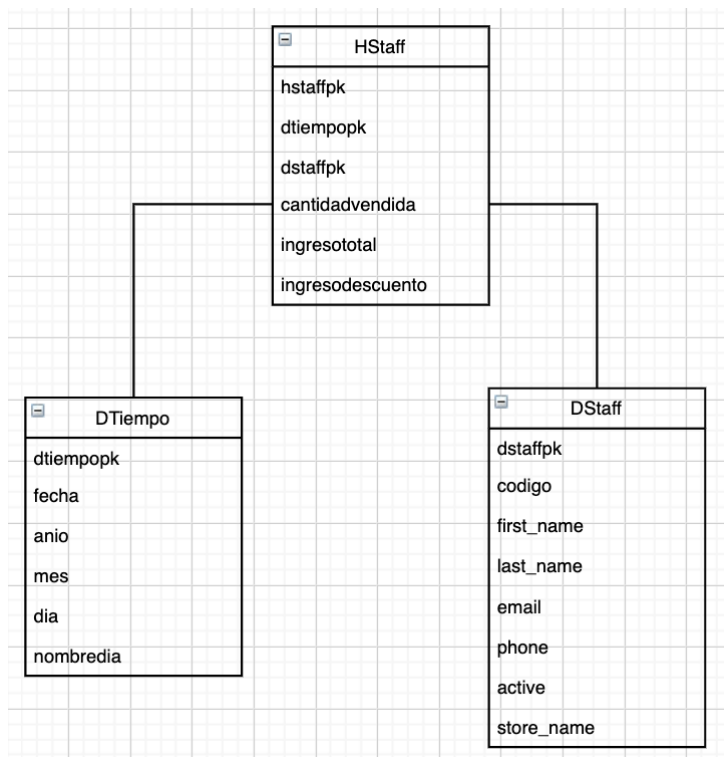 HStaff
hstaffpk
dtiempopk
dstaffpk
cantidadvendida
ingresototal
ingresodescuento
DTiempo
dtiempopk
fecha
anio
mes
dia
nombredia
DStaff
dstaffpk
codigo
first_name
last_name
email
phone
active
store_name